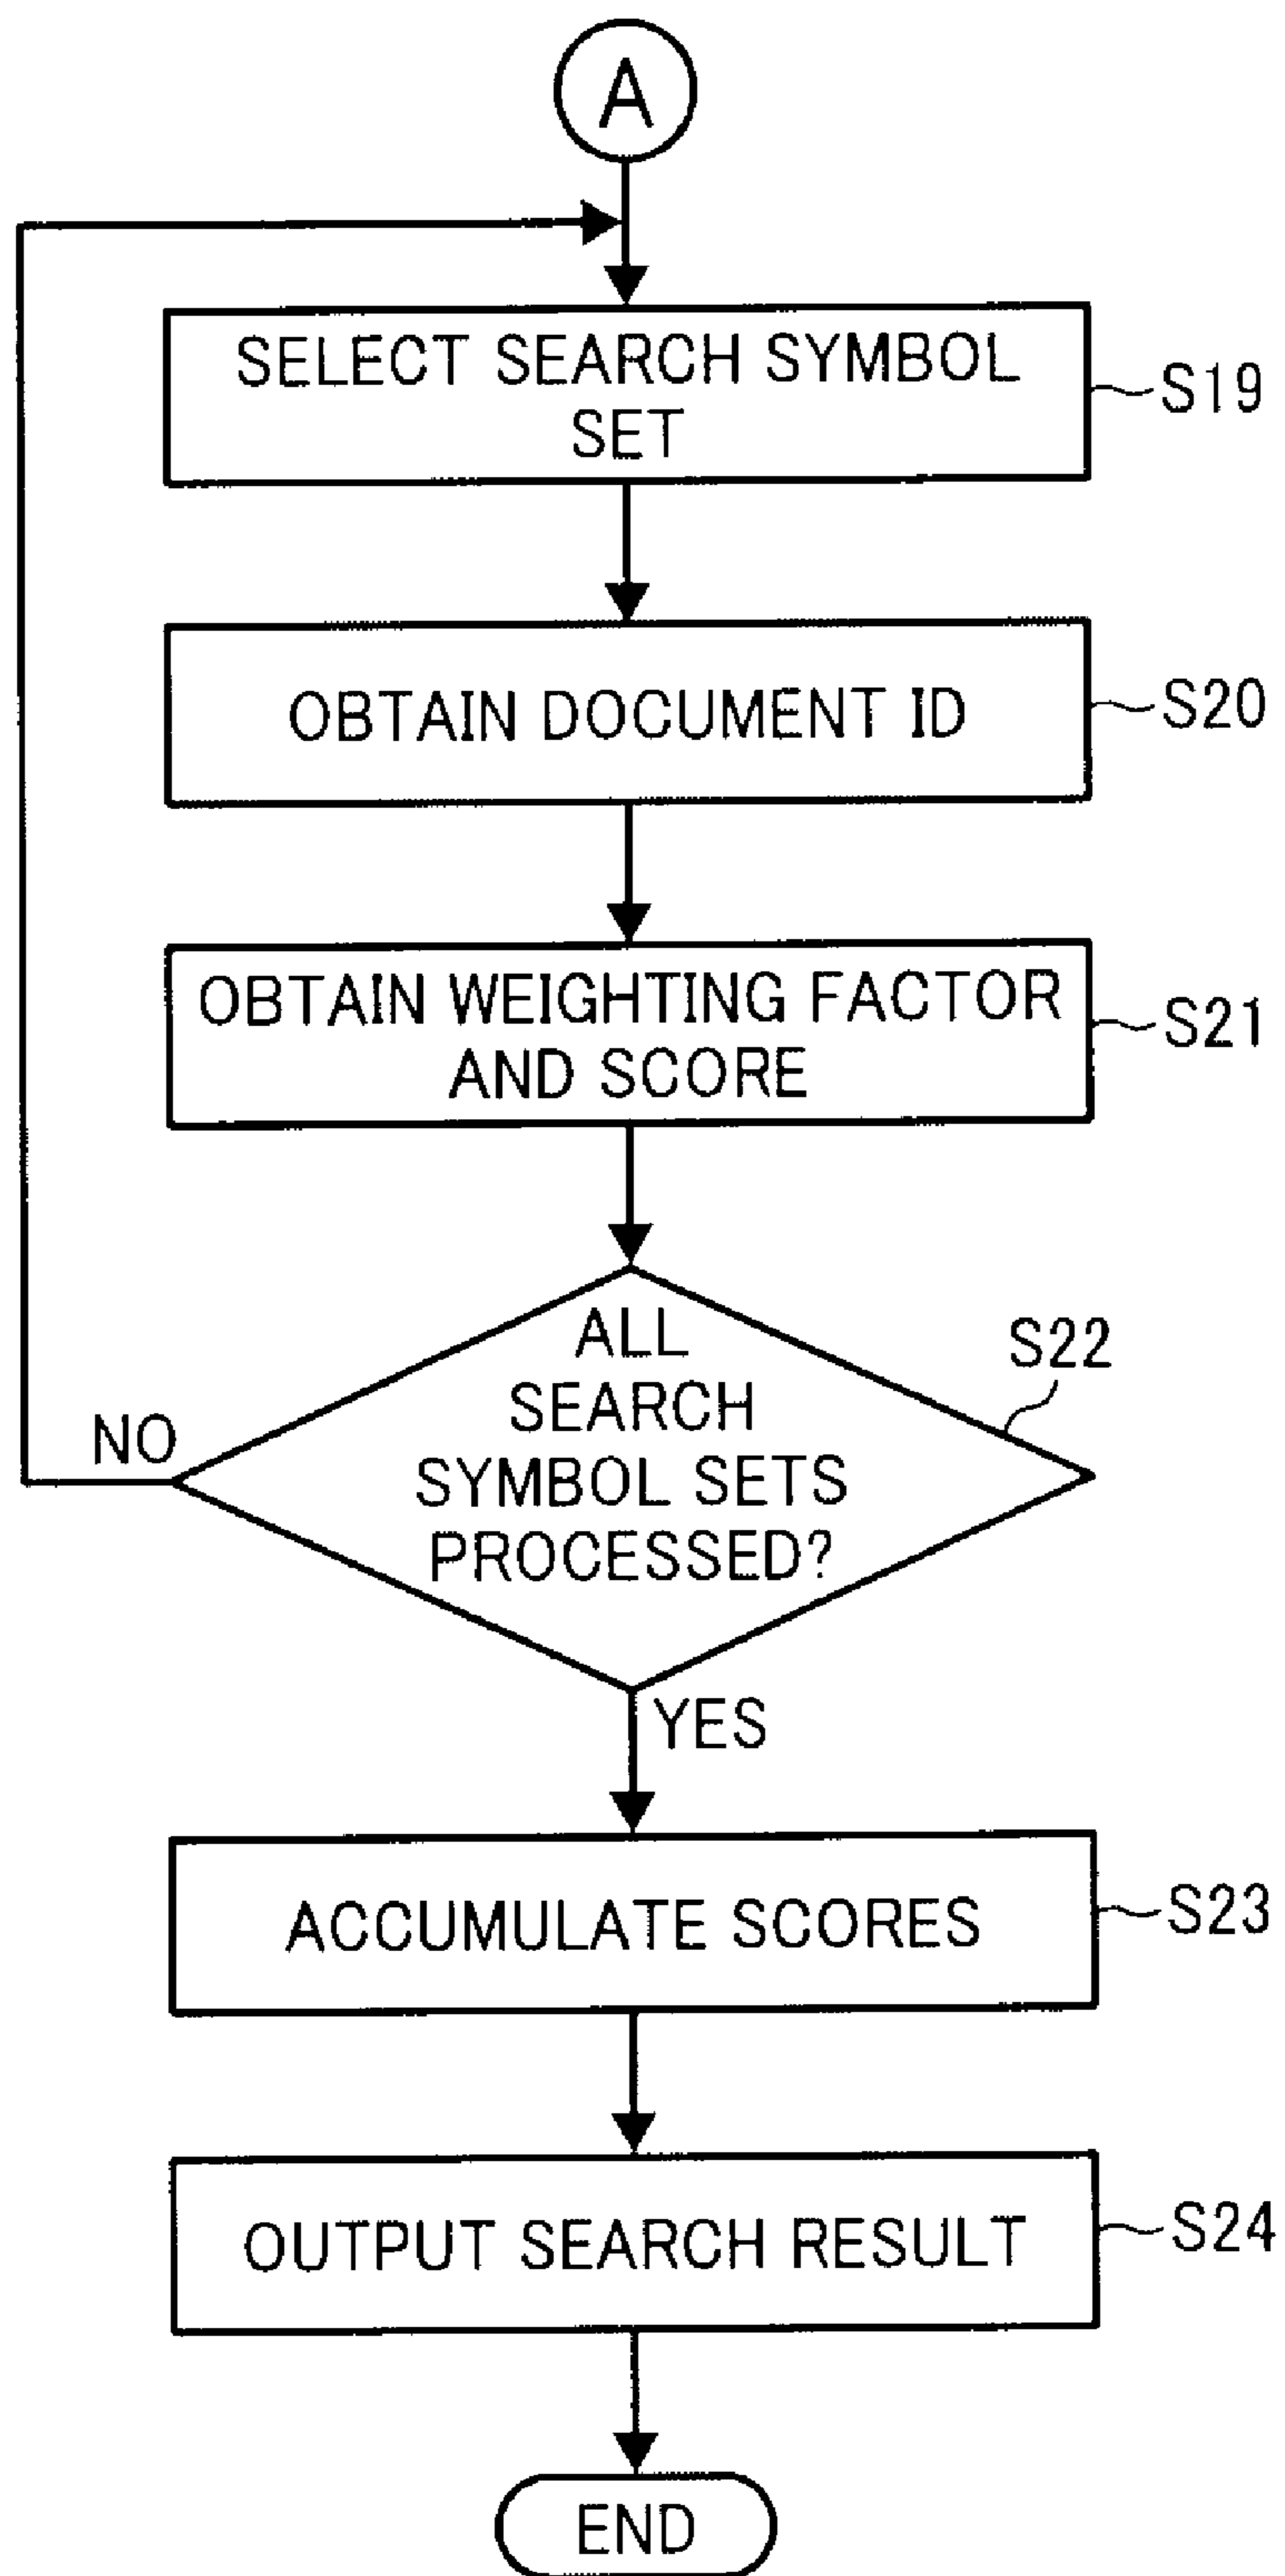 A
SELECT SEARCH SYMBOL
SET
S19
OBTAIN DOCUMENT ID
S20
OBTAIN WEIGHTING FACTOR
AND SCORE
S21
ALL
SEARCH
SYMBOL SETS
PROCESSED?
S22
NO
YES
ACCUMULATE SCORES
S23
OUTPUT SEARCH RESULT
S24
END